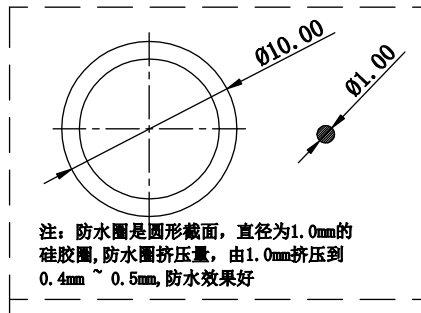 Ø10.00
Ø1.00
注：防水圈是圆形截面，直径为1.0mm的
硅胶圈,防水圈挤压量，由1.0mm挤压到
0.4mm ~ 0.5mm,防水效果好